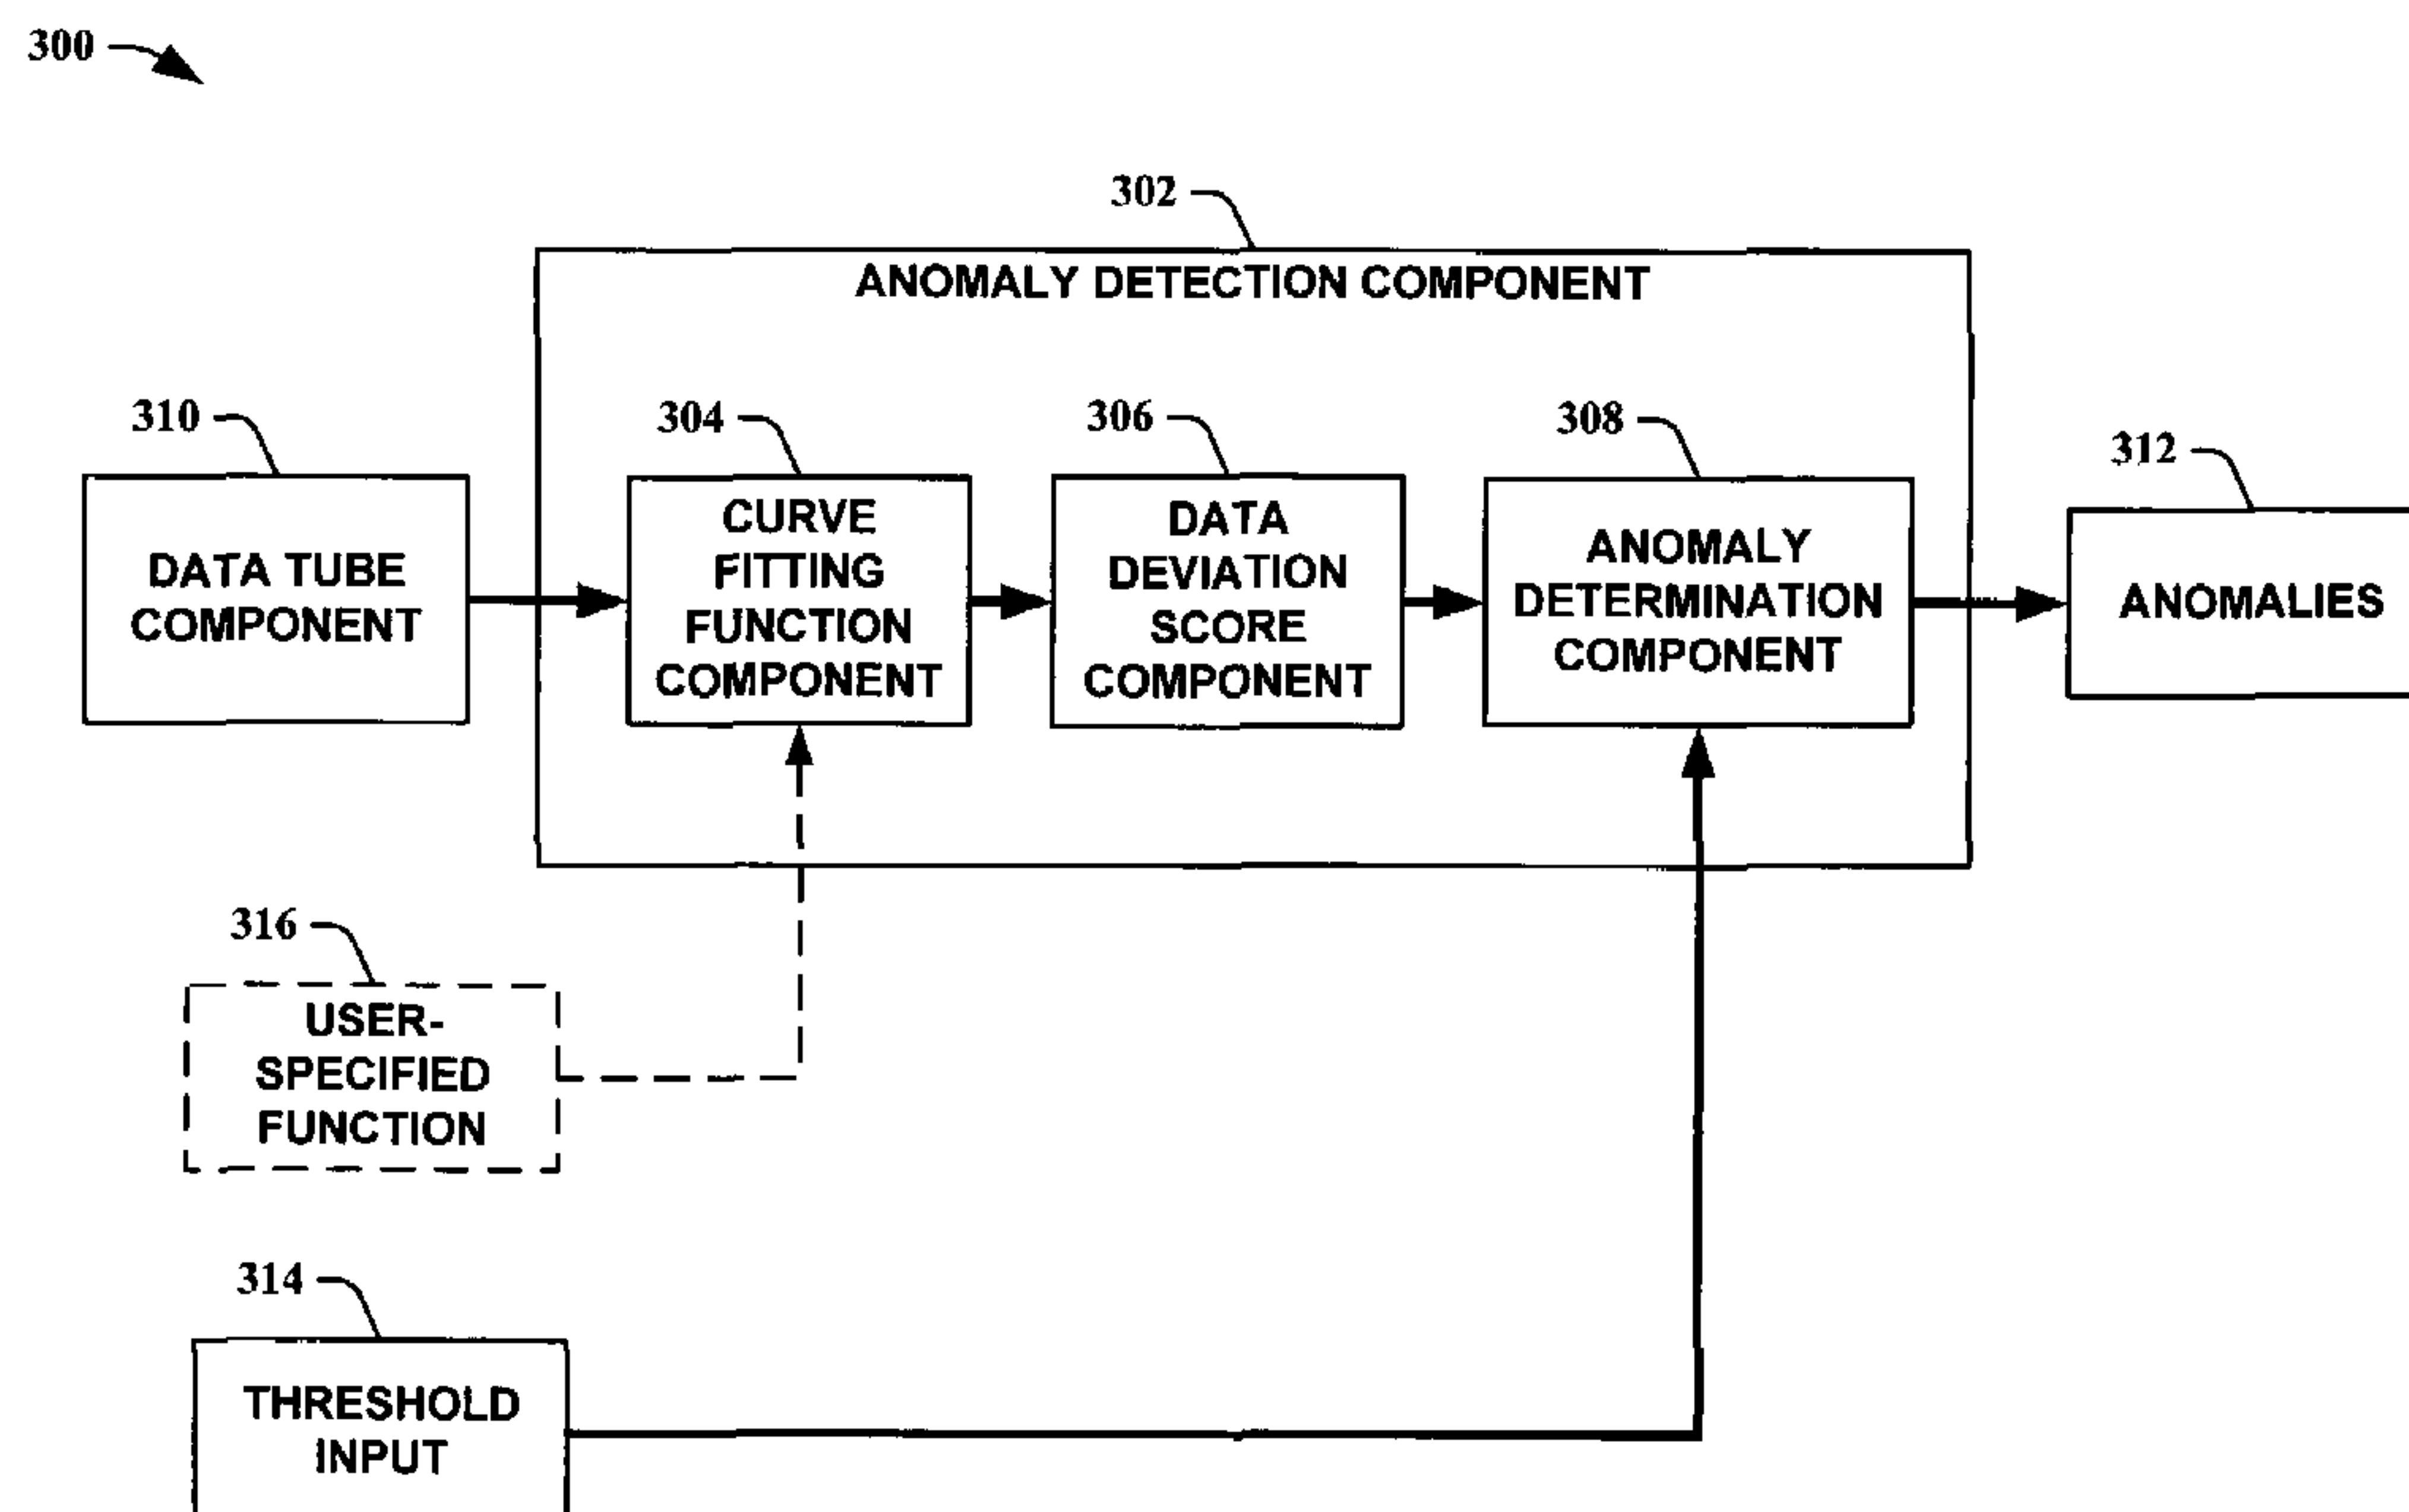 300
302
ANOMALY DETECTION COMPONENT
310
304
306
308
312
DATA TUBE
COMPONENT
CURVE
FITTING
FUNCTION
COMPONENT
DATA
DEVIATION
SCORE
COMPONENT
ANOMALY
DETERMINATION
COMPONENT
ANOMALIES
316
USER-
SPECIFIED
FUNCTION
314
THRESHOLD
INPUT